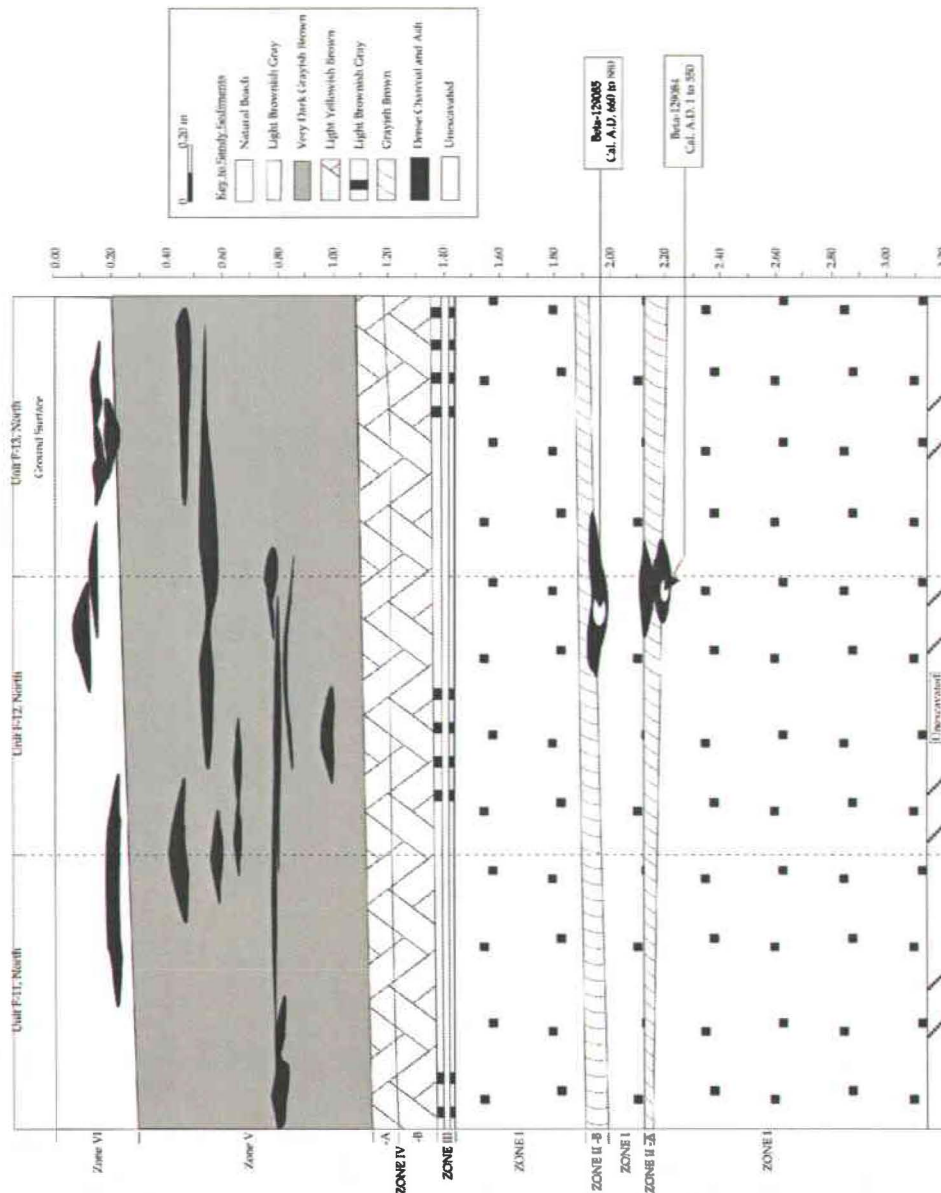 Unit F-11, North
Unit F-12, North
Unit F-13, North
Ground Surface
0.00
0.20
0.40
0.60
0.80
1.00
1.20
1.40
1.60
1.80
2.00
2.20
2.40
2.60
2.80
3.00
3.20
Zone VI
Zone V
-A
ZONE IV
-B
ZONE III
ZONE I
ZONE II -B
ZONE I
ZONE II -A
ZONE I
Unexcavated
0 0.20 m
Key to Sandy Sediments
Natural Beach
Light Brownish Gray
Very Dark Grayish Brown
Light Yellowish Brown
Light Brownish Gray
Grayish Brown
Dense Charcoal and Ash
Unexcavated
Beta-129085
Cal. A.D. 660 to 880
Beta-129084
Cal. A.D. 1 to 350